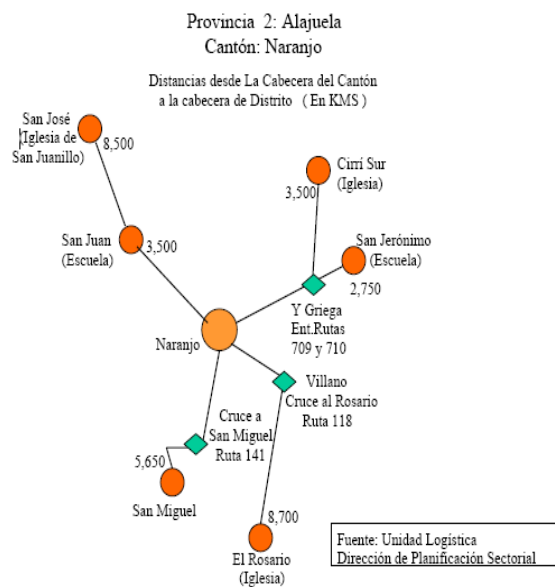 Provincia 2: Alajuela
Cantón: Naranjo
Distancias desde La Cabecera del Cantón
a la cabecera de Distrito ( En KMS )
San José
(Iglesia de
San Juanillo)
8,500
Cirrí Sur
(Iglesia)
3,500
San Juan
(Escuela)
3,500
San Jerónimo
(Escuela)
2,750
Y Griega
Ent.Rutas
709 y 710
Naranjo
Villano
Cruce al Rosario
Ruta 118
Cruce a
San Miguel
Ruta 141
5,650
San Miguel
8,700
El Rosario
(Iglesia)
Fuente: Unidad Logística
Dirección de Planificación Sectorial